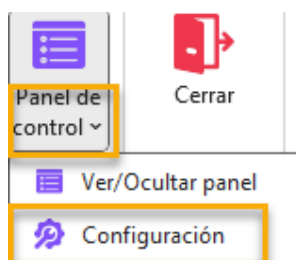 Panel de
control
Cerrar
Ver/Ocultar panel
Configuración